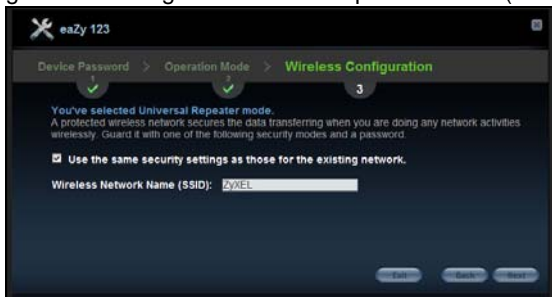 eaZy 123
Device Password > Operation Mode > Wireless Configuration
1 2 3
You've selected Universal Repeater mode.
A protected wireless network secures the data transferring when you are doing any network activities
wirelessly. Guard it with one of the following security modes and a password.
Use the same security settings as those for the existing network.
Wireless Network Name (SSID): ZyXEL
Exit Back Next